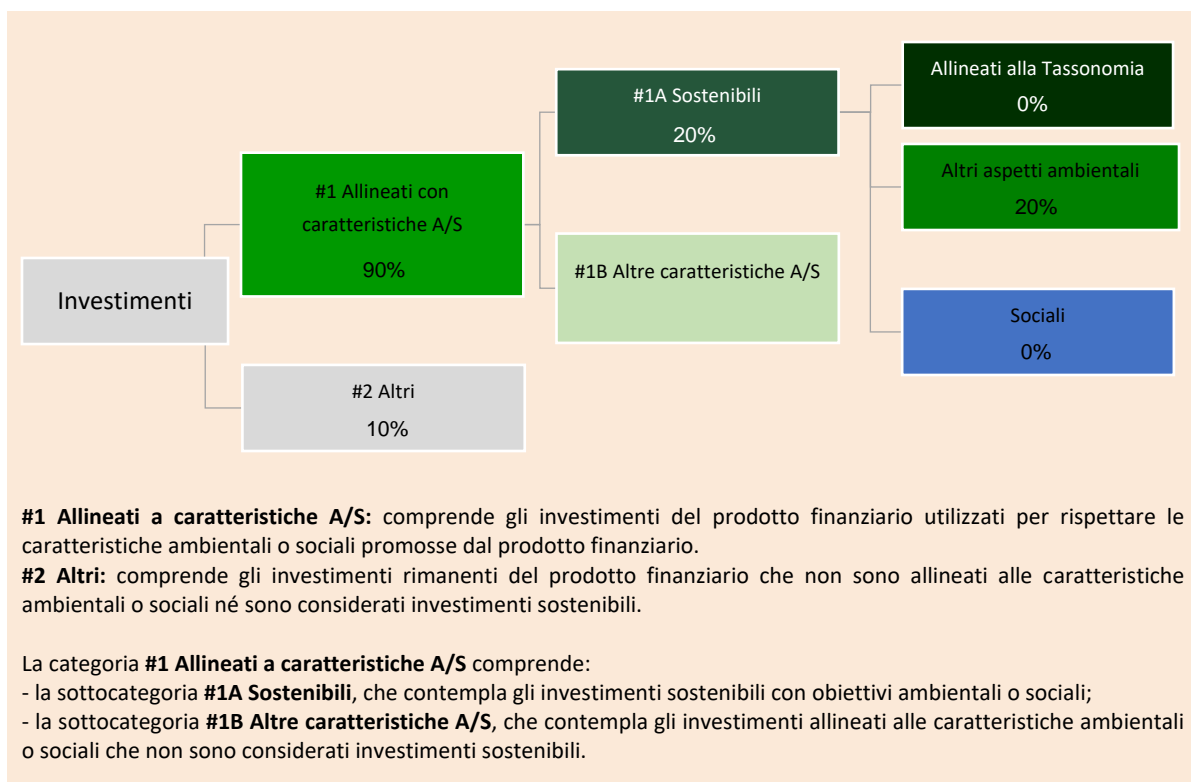 Investimenti
#1 Allineati con
caratteristiche A/S
90%
#2 Altri
10%
#1A Sostenibili
20%
#1B Altre caratteristiche A/S
Allineati alla Tassonomia
0%
Altri aspetti ambientali
20%
Sociali
0%
#1 Allineati a caratteristiche A/S: comprende gli investimenti del prodotto finanziario utilizzati per rispettare le
caratteristiche ambientali o sociali promosse dal prodotto finanziario.
#2 Altri: comprende gli investimenti rimanenti del prodotto finanziario che non sono allineati alle caratteristiche
ambientali o sociali né sono considerati investimenti sostenibili.
La categoria #1 Allineati a caratteristiche A/S comprende:
- la sottocategoria #1A Sostenibili, che contempla gli investimenti sostenibili con obiettivi ambientali o sociali;
- la sottocategoria #1B Altre caratteristiche A/S, che contempla gli investimenti allineati alle caratteristiche ambientali
o sociali che non sono considerati investimenti sostenibili.